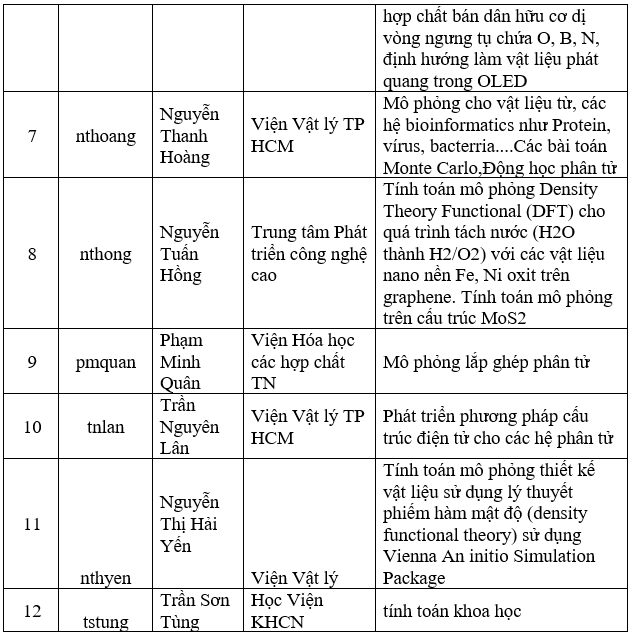 hợp chất bán dẫn hữu cơ dị
vòng ngưng tụ chứa O, B, N,
định hướng làm vật liệu phát
quang trong OLED
7
nthoang
Nguyễn
Thanh
Hoàng
Viện Vật lý TP
HCM
Mô phỏng cho vật liệu từ, các
hệ bioinformatics như Protein,
vírus, bacterria....Các bài toán
Monte Carlo,Động học phân tử
8
nthong
Nguyễn
Tuấn
Hồng
Trung tâm Phát
triển công nghệ
cao
Tính toán mô phỏng Density
Theory Functional (DFT) cho
quá trình tách nước (H2O
thành H2/O2) với các vật liệu
nano nền Fe, Ni oxit trên
graphene. Tính toán mô phỏng
trên cấu trúc MoS2
9
pmquan
Phạm
Minh
Quân
Viện Hóa học
các hợp chất
TN
Mô phỏng lắp ghép phân tử
10
tnlan
Trần
Nguyên
Lân
Viện Vật lý TP
HCM
Phát triển phương pháp cấu
trúc điện tử cho các hệ phân tử
11
nthyen
Nguyễn
Thị Hải
Yến
Viện Vật lý
Tính toán mô phỏng thiết kế
vật liệu sử dụng lý thuyết
phiếm hàm mật độ (density
functional theory) sử dụng
Vienna An initio Simulation
Package
12
tstung
Trần Sơn
Tùng
Học Viện
KHCN
tính toán khoa học